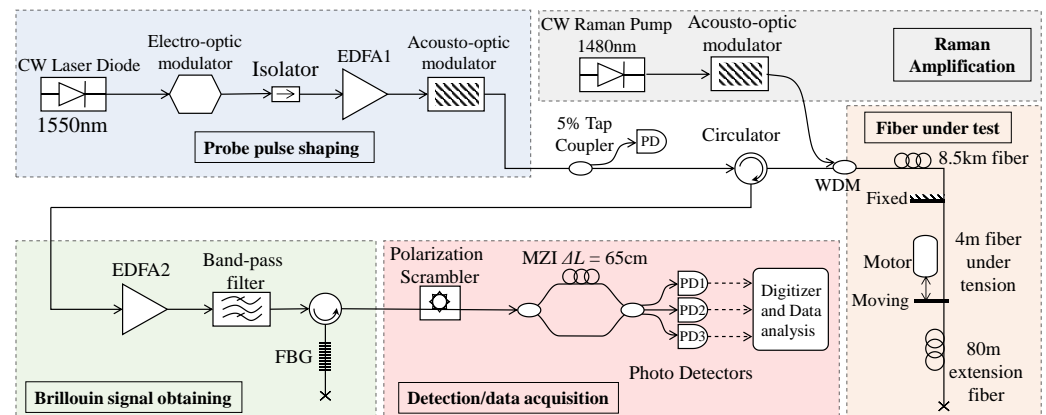 CW Laser Diode
1550nm
Electro-optic
modulator
Isolator
EDFA1
Acousto-optic
modulator
Probe pulse shaping
CW Raman Pump
1480nm
Acousto-optic
modulator
Raman
Amplification
5% Tap
Coupler
PD
Circulator
WDM
Fiber under test
8.5km fiber
Fixed
Motor
4m fiber
under
tension
Moving
80m
extension
fiber
EDFA2
Band-pass
filter
FBG
Brillouin signal obtaining
Polarization
Scrambler
MZI ΔL = 65cm
PD1
PD2
PD3
Digitizer
and Data
analysis
Photo Detectors
Detection/data acquisition